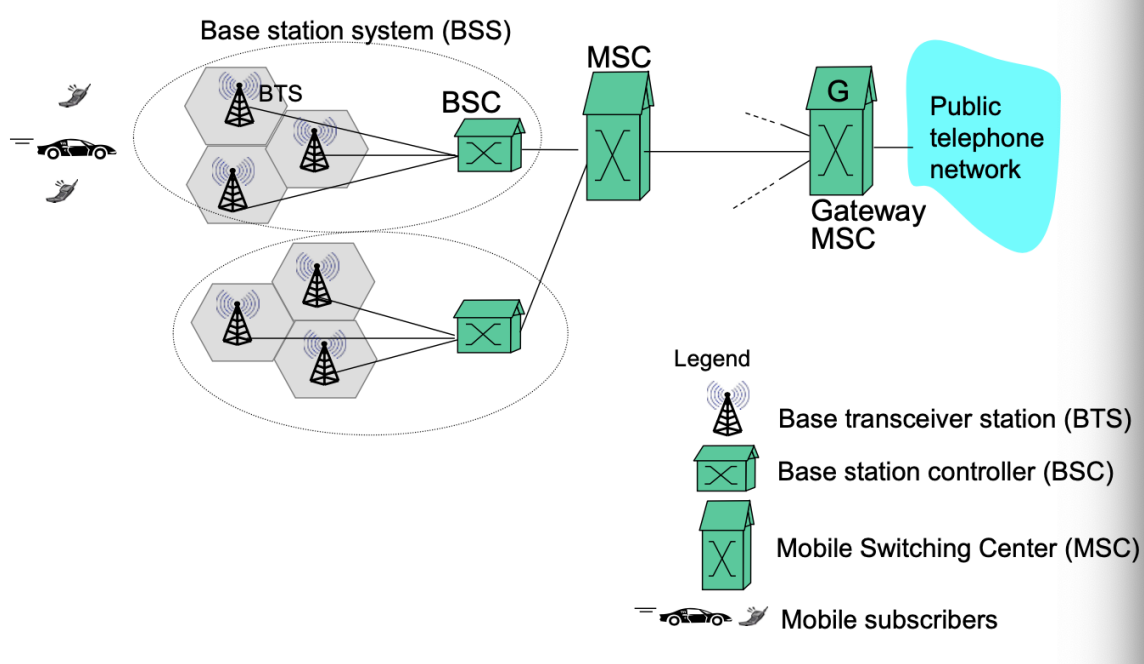 Base station system (BSS)
BTS
BSC
MSC
G
Gateway
MSC
Public
telephone
network
Legend
Base transceiver station (BTS)
Base station controller (BSC)
Mobile Switching Center (MSC)
Mobile subscribers